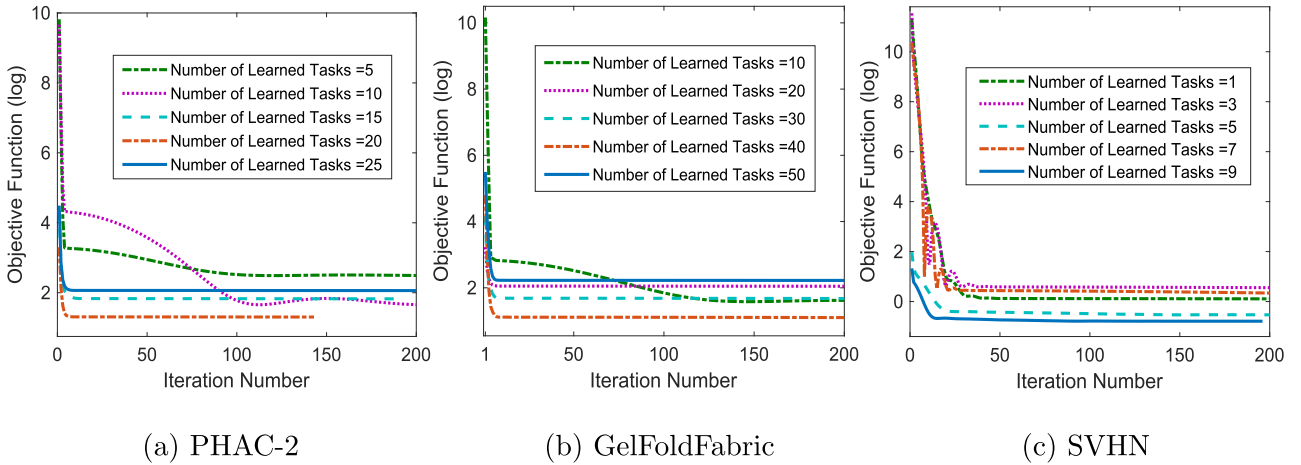 Objective Function (log)
10
8
6
4
2
Number of Learned Tasks =5
Number of Learned Tasks =10
Number of Learned Tasks =15
Number of Learned Tasks =20
Number of Learned Tasks =25
0 50 100 150 200
Iteration Number
(a) PHAC-2
Objective Function (log)
10
8
6
4
2
Number of Learned Tasks =10
Number of Learned Tasks =20
Number of Learned Tasks =30
Number of Learned Tasks =40
Number of Learned Tasks =50
1 50 100 150 200
Iteration Number
(b) GelFoldFabric
Objective Function (log)
10
8
6
4
2
0
Number of Learned Tasks =1
Number of Learned Tasks =3
Number of Learned Tasks =5
Number of Learned Tasks =7
Number of Learned Tasks =9
0 50 100 150 200
Iteration Number
(c) SVHN